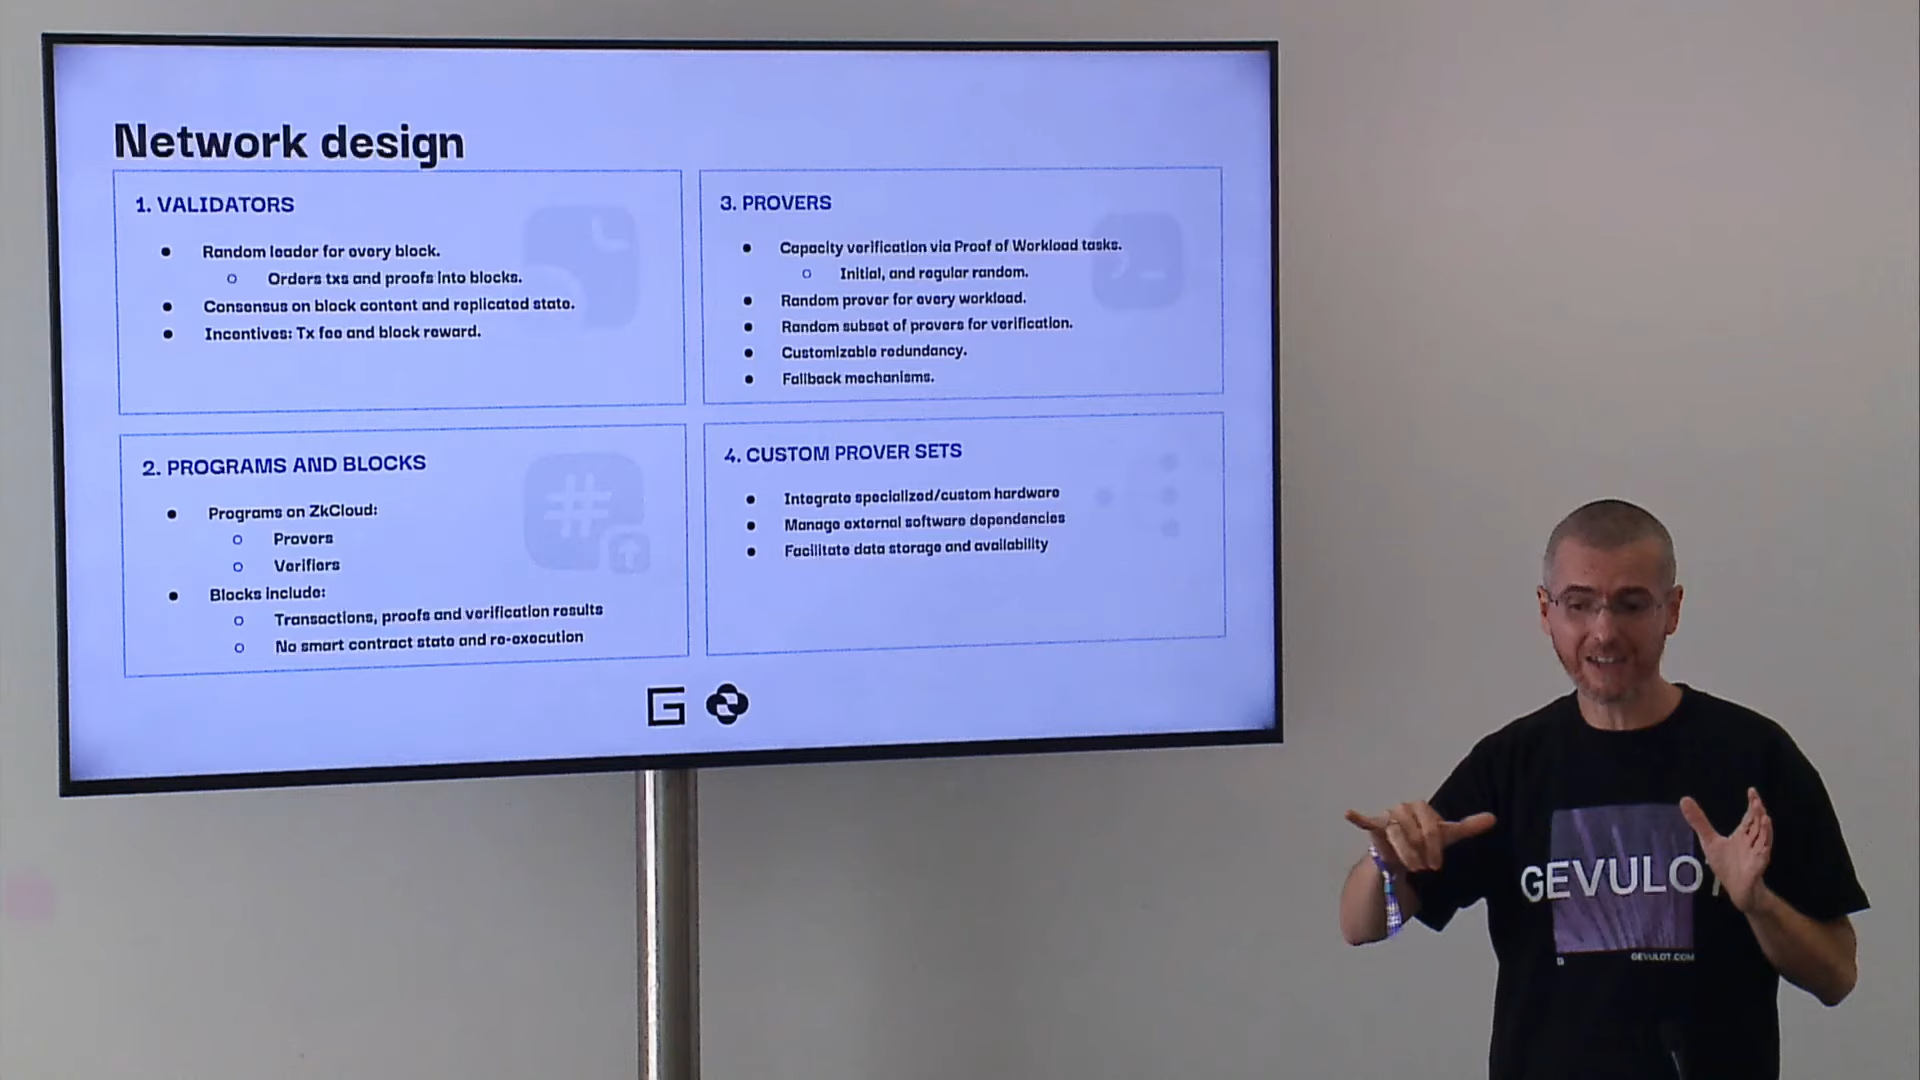 Network design
1. VALIDATORS
Random leader for every block.
Orders txs and proofs into blocks.
Consensus on block content and replicated state.
Incentives: Tx fee and block reward.
2. PROGRAMS AND BLOCKS
Programs on ZkCloud:
Provers
Verifiers
Blocks include:
Transactions, proofs and verification results
No smart contract state and re-execution
3. PROVERS
Capacity verification via Proof of Workload tasks.
Initial, and regular random.
Random prover for every workload.
Random subset of provers for verification.
Customizable redundancy.
Fallback mechanisms.
4. CUSTOM PROVER SETS
Integrate specialized/custom hardware
Manage external software dependencies
Facilitate data storage and availability
G
GEVULOT
GEVULOT.COM